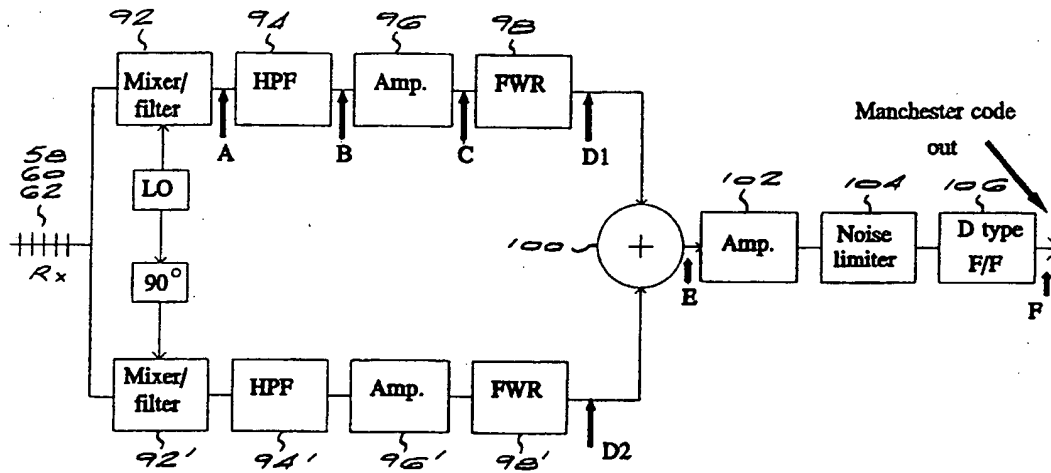 92
94
96
98
Mixer/
filter
HPF
Amp.
FWR
A
B
C
D1
Manchester code
out
58
60
62
LO
Rx
90°
100
+
E
102
104
106
Amp.
Noise
limiter
D type
F/F
F
Mixer/
filter
HPF
Amp.
FWR
92'
94'
96'
98'
D2